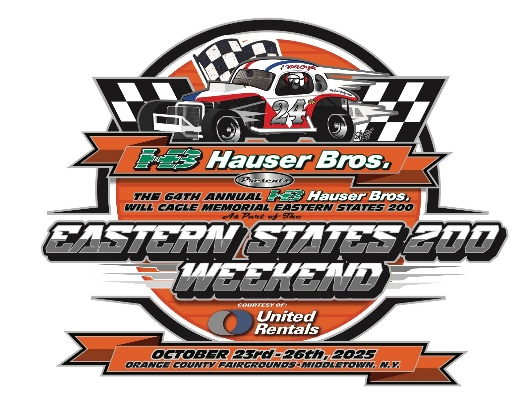 24
HB Hauser Bros.
Presents
THE 64TH ANNUAL HB Hauser Bros.
WILL CAGLE MEMORIAL EASTERN STATES 200
As Part of The
EASTERN STATES 200
WEEKEND
COURTESY OF:
United
Rentals
OCTOBER 23rd-26th, 2025
ORANGE COUNTY FAIRGROUNDS - MIDDLETOWN, N.Y.